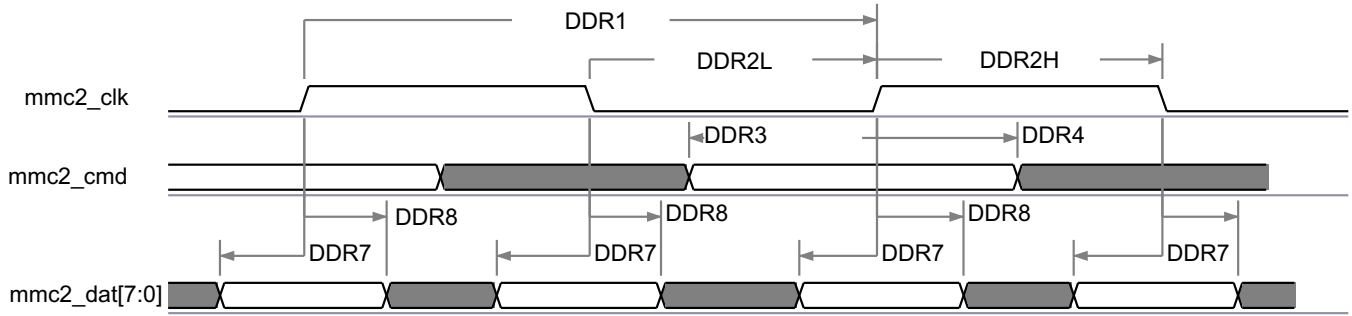 DDR1
DDR2L DDR2H
mmc2_clk
DDR3 DDR4
mmc2_cmd
DDR8 DDR8 DDR8
DDR7 DDR7 DDR7 DDR7
mmc2_dat[7:0]